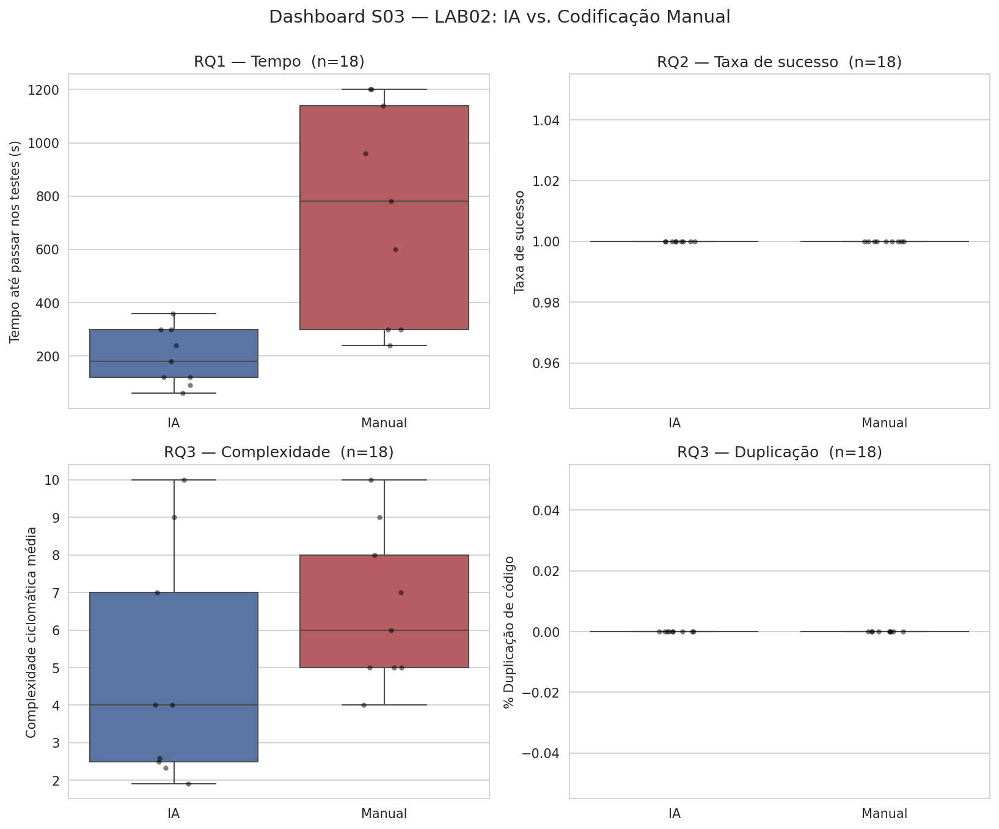 Dashboard S03 — LAB02: IA vs. Codificação Manual
RQ1 — Tempo (n=18)
Tempo até passar nos testes (s)
1200
1000
800
600
400
200
IA
Manual
RQ2 — Taxa de sucesso (n=18)
Taxa de sucesso
1.04
1.02
1.00
0.98
0.96
IA
Manual
RQ3 — Complexidade (n=18)
Complexidade ciclomática média
10
9
8
7
6
5
4
3
2
IA
Manual
RQ3 — Duplicação (n=18)
% Duplicação de código
0.04
0.02
0.00
−0.02
−0.04
IA
Manual